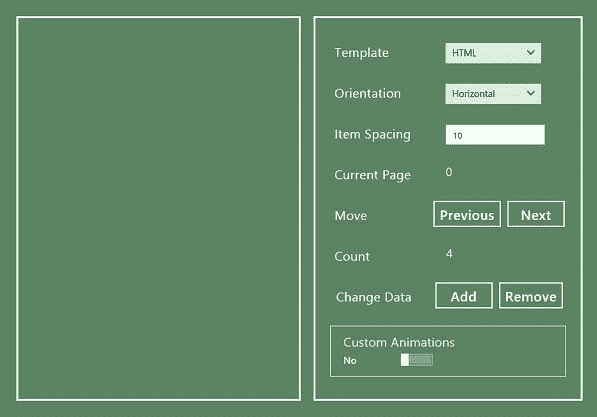 Template HTML
Orientation Horizontal
Item Spacing 10
Current Page 0
Move Previous Next
Count 4
Change Data Add Remove
Custom Animations
No